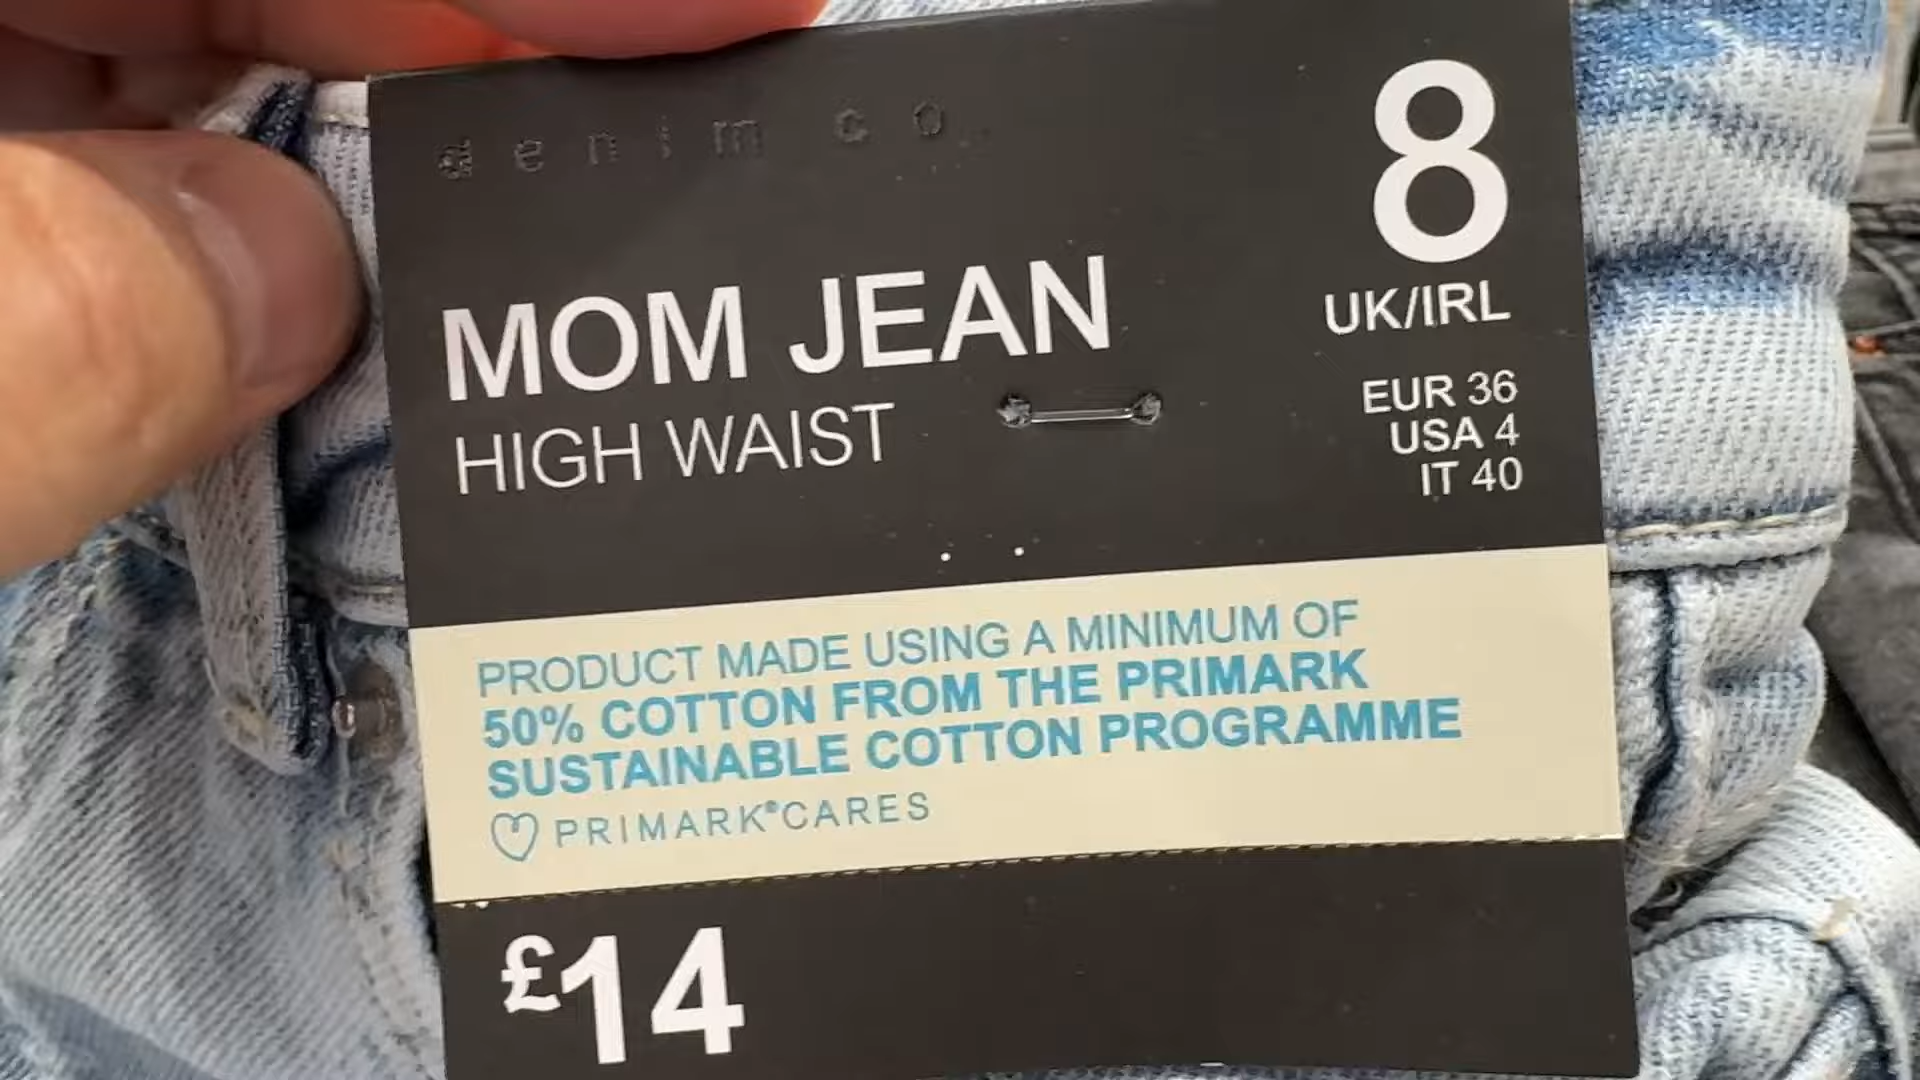 denim co
8
UK/IRL
MOM JEAN
HIGH WAIST
EUR 36
USA 4
IT 40
PRODUCT MADE USING A MINIMUM OF
50% COTTON FROM THE PRIMARK
SUSTAINABLE COTTON PROGRAMME
PRIMARK®CARES
£14